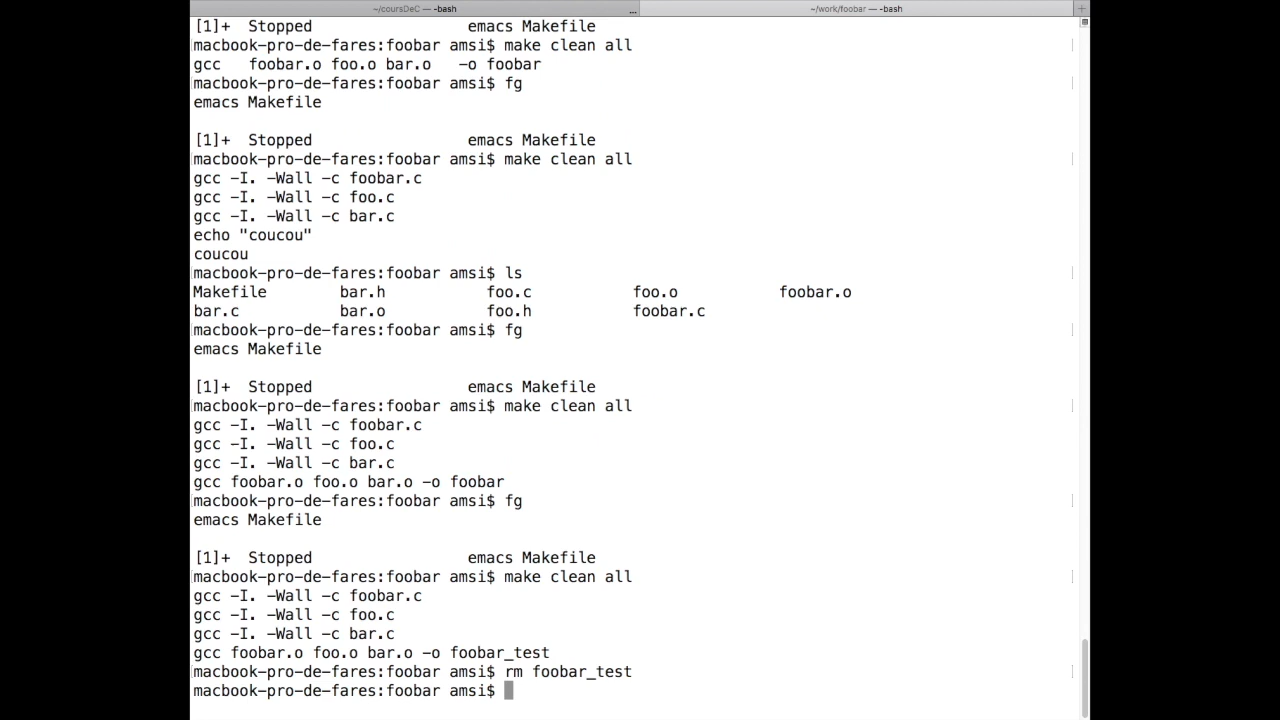 ~/coursDeC — -bash
...
~/work/foobar — -bash
+
[1]+  Stopped                 emacs Makefile
macbook-pro-de-fares:foobar amsi$ make clean all
gcc   foobar.o foo.o bar.o   -o foobar
macbook-pro-de-fares:foobar amsi$ fg
emacs Makefile
[1]+  Stopped                 emacs Makefile
macbook-pro-de-fares:foobar amsi$ make clean all
gcc -I. -Wall -c foobar.c
gcc -I. -Wall -c foo.c
gcc -I. -Wall -c bar.c
echo "coucou"
coucou
macbook-pro-de-fares:foobar amsi$ ls
Makefile        bar.h           foo.c           foo.o           foobar.o
bar.c           bar.o           foo.h           foobar.c
macbook-pro-de-fares:foobar amsi$ fg
emacs Makefile
[1]+  Stopped                 emacs Makefile
macbook-pro-de-fares:foobar amsi$ make clean all
gcc -I. -Wall -c foobar.c
gcc -I. -Wall -c foo.c
gcc -I. -Wall -c bar.c
gcc foobar.o foo.o bar.o -o foobar
macbook-pro-de-fares:foobar amsi$ fg
emacs Makefile
[1]+  Stopped                 emacs Makefile
macbook-pro-de-fares:foobar amsi$ make clean all
gcc -I. -Wall -c foobar.c
gcc -I. -Wall -c foo.c
gcc -I. -Wall -c bar.c
gcc foobar.o foo.o bar.o -o foobar_test
macbook-pro-de-fares:foobar amsi$ rm foobar_test
macbook-pro-de-fares:foobar amsi$